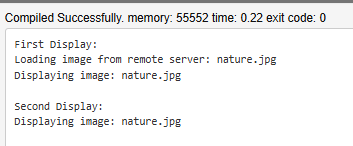 Compiled Successfully. memory: 55552 time: 0.22 exit code: 0
First Display:
Loading image from remote server: nature.jpg
Displaying image: nature.jpg
Second Display:
Displaying image: nature.jpg